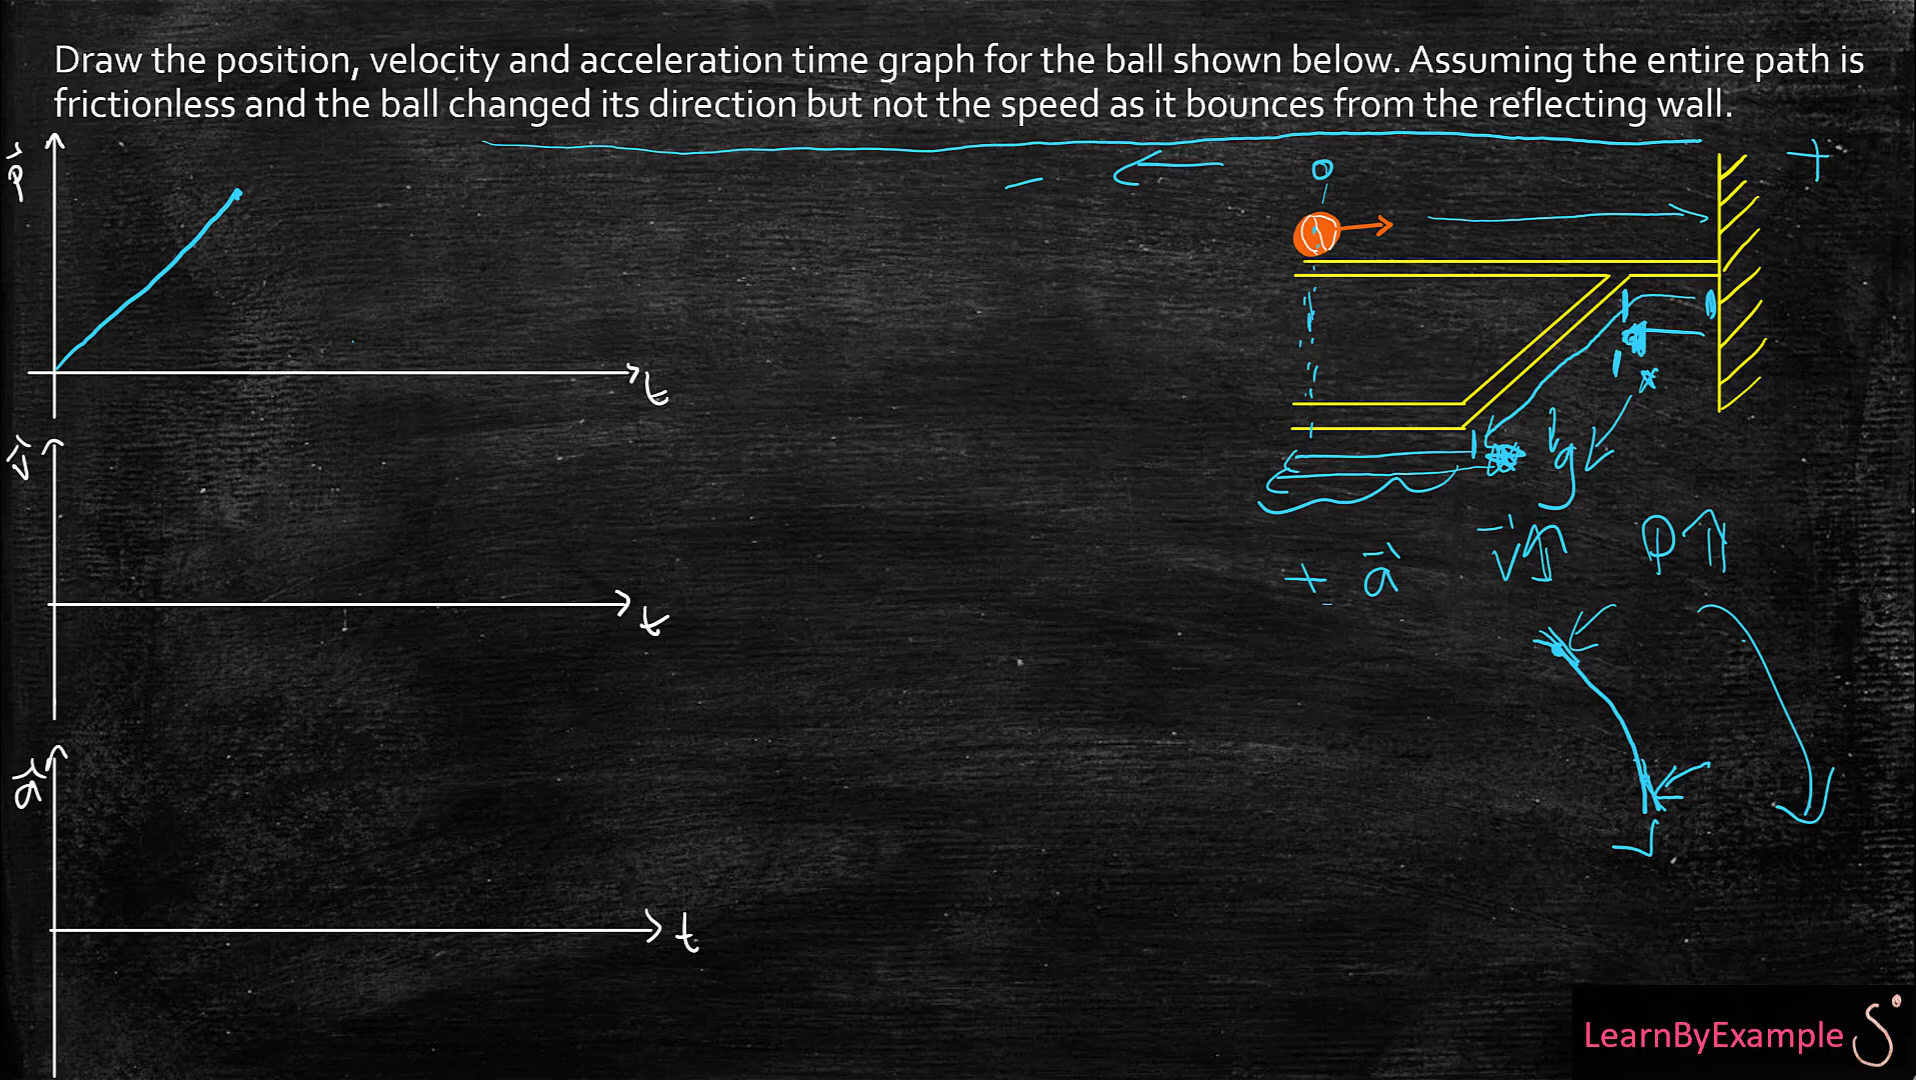 Draw the position, velocity and acceleration time graph for the ball shown below. Assuming the entire path is
frictionless and the ball changed its direction but not the speed as it bounces from the reflecting wall.
p
t
v
t
a
t
0
+
-
x
g
+ a v P
LearnByExample